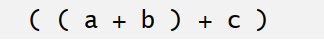 ( ( a + b ) + c )